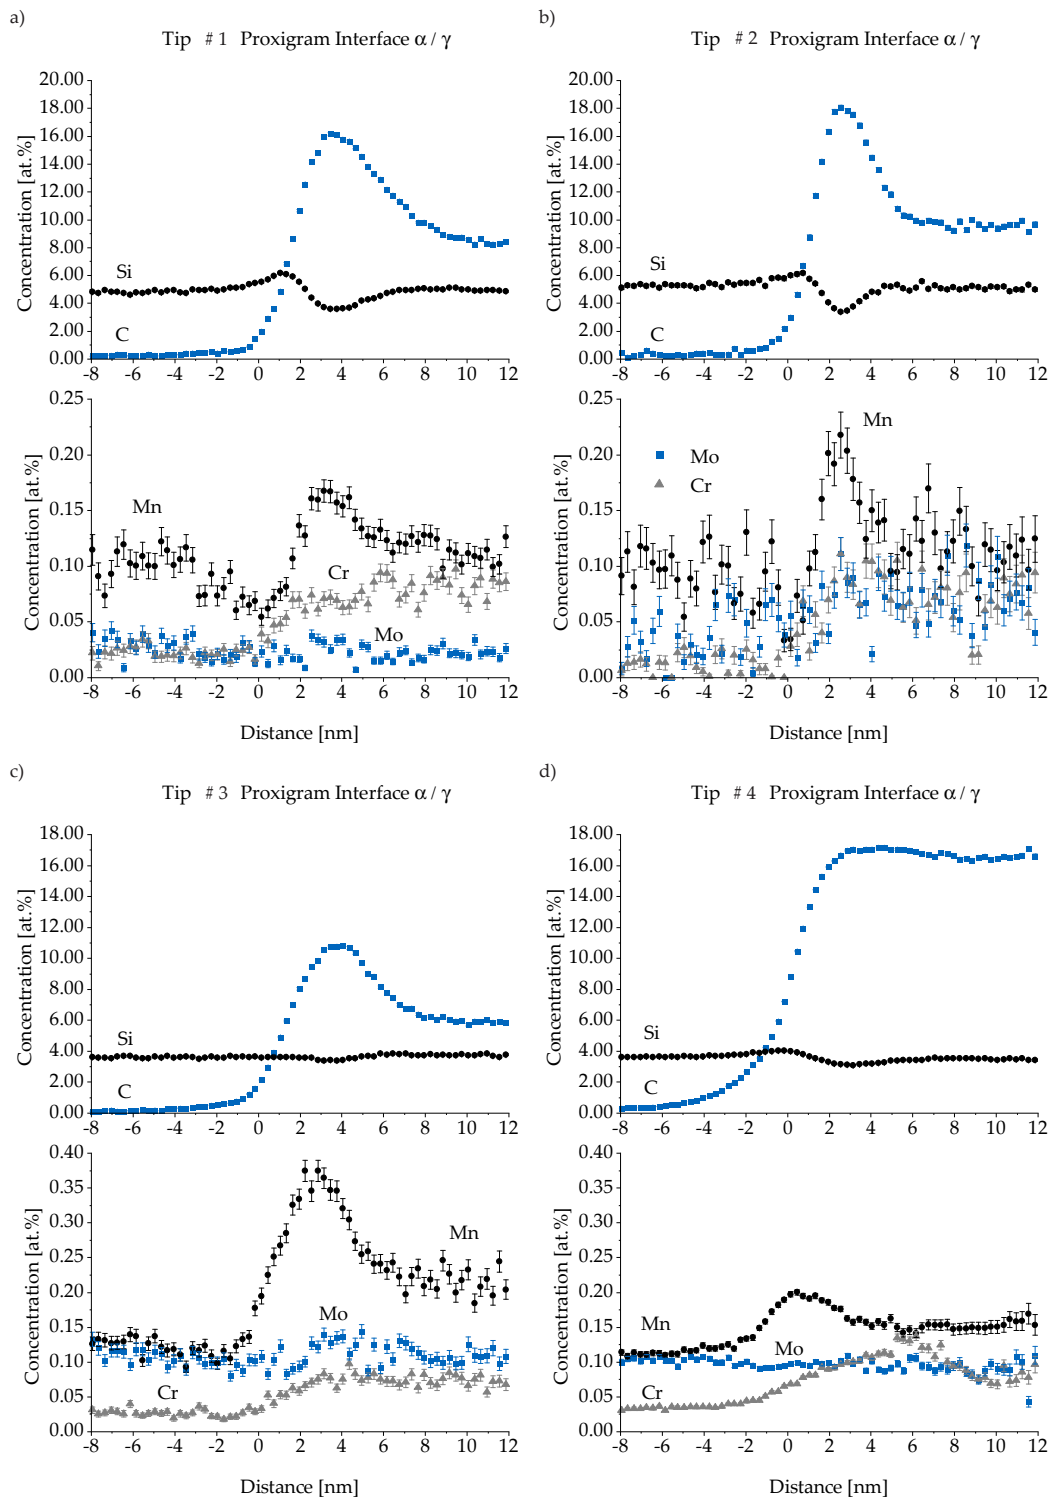 a)
Tip # 1 Proxigram Interface α / γ
20.00
18.00
16.00
14.00
12.00
10.00
8.00
6.00
4.00
2.00
0.00
Concentration [at.%]
Si
C
-8 -6 -4 -2 0 2 4 6 8 10 12
0.25
0.20
0.15
0.10
0.05
0.00
Concentration [at.%]
Mn
Cr
Mo
-8 -6 -4 -2 0 2 4 6 8 10 12
Distance [nm]
b)
Tip # 2 Proxigram Interface α / γ
20.00
18.00
16.00
14.00
12.00
10.00
8.00
6.00
4.00
2.00
0.00
Concentration [at.%]
Si
C
-8 -6 -4 -2 0 2 4 6 8 10 12
0.25
0.20
0.15
0.10
0.05
0.00
Concentration [at.%]
Mn
Mo
Cr
-8 -6 -4 -2 0 2 4 6 8 10 12
Distance [nm]
c)
Tip # 3 Proxigram Interface α / γ
18.00
16.00
14.00
12.00
10.00
8.00
6.00
4.00
2.00
0.00
Concentration [at.%]
Si
C
-8 -6 -4 -2 0 2 4 6 8 10 12
0.40
0.35
0.30
0.25
0.20
0.15
0.10
0.05
0.00
Concentration [at.%]
Mn
Mo
Cr
-8 -6 -4 -2 0 2 4 6 8 10 12
Distance [nm]
d)
Tip # 4 Proxigram Interface α / γ
18.00
16.00
14.00
12.00
10.00
8.00
6.00
4.00
2.00
0.00
Concentration [at.%]
Si
C
-8 -6 -4 -2 0 2 4 6 8 10 12
0.40
0.35
0.30
0.25
0.20
0.15
0.10
0.05
0.00
Concentration [at.%]
Mn
Mo
Cr
-8 -6 -4 -2 0 2 4 6 8 10 12
Distance [nm]